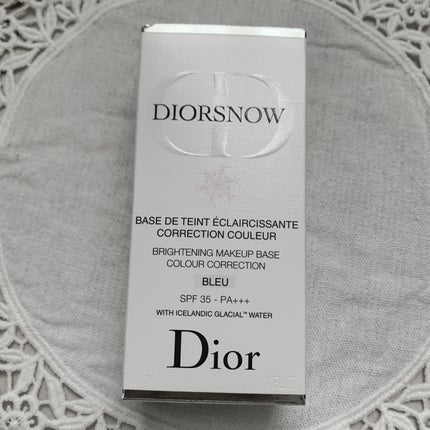 DIORSNOW
BASE DE TEINT ÉCLAIRCISSANTE
CORRECTION COULEUR
BRIGHTENING MAKEUP BASE
COLOUR CORRECTION
BLEU
SPF 35 - PA+++
WITH ICELANDIC GLACIAL™ WATER
Dior